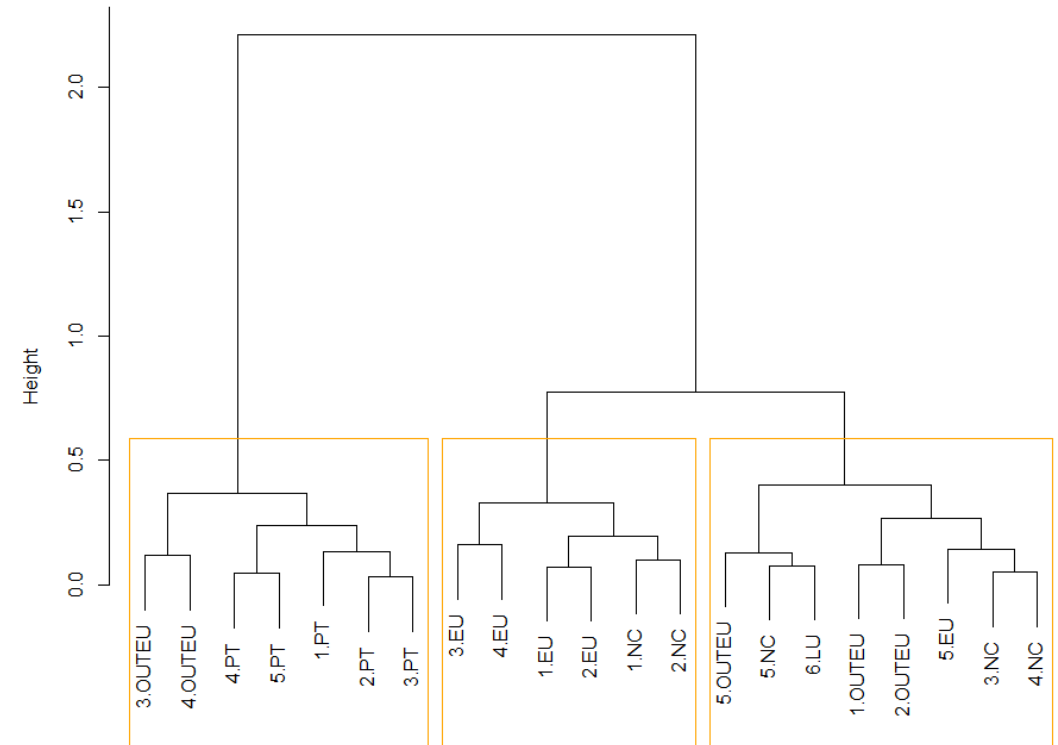 Height
2.0
1.5
1.0
0.5
0.0
3.OUTEU
4.OUTEU
4.PT
5.PT
1.PT
2.PT
3.PT
3.EU
4.EU
1.EU
2.EU
1.NC
2.NC
5.OUTEU
5.NC
6.LU
1.OUTEU
2.OUTEU
5.EU
3.NC
4.NC